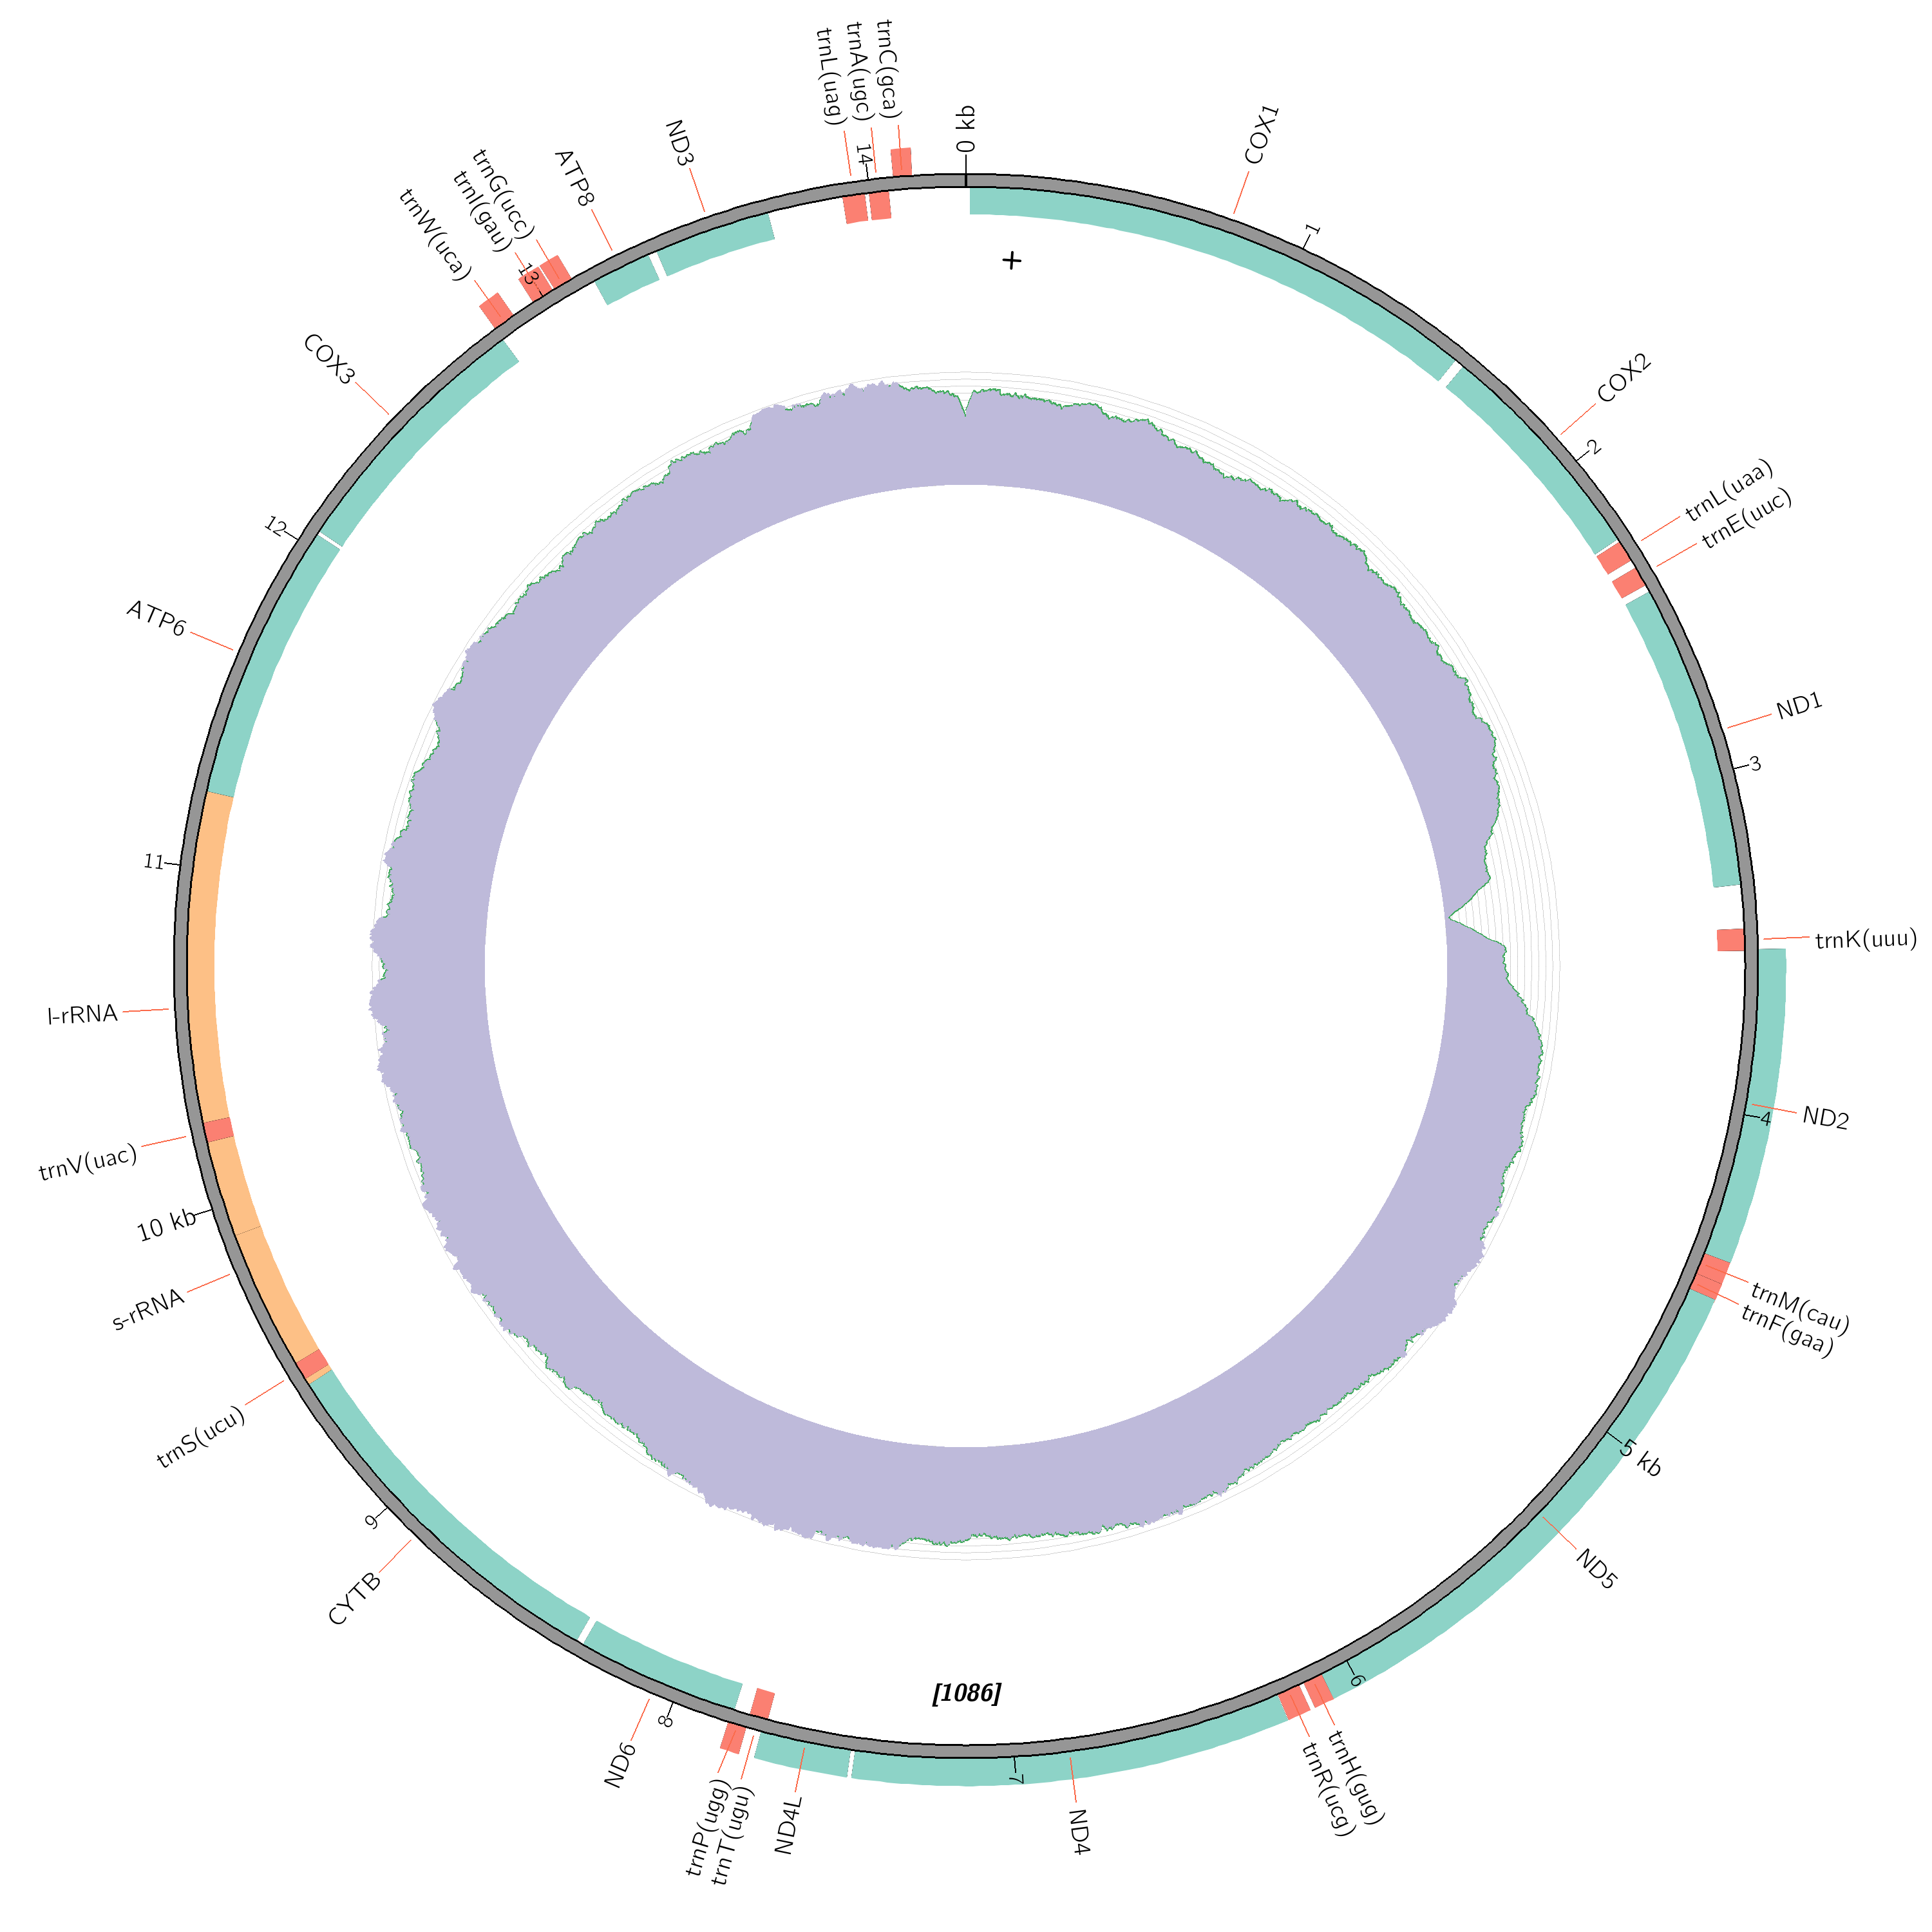 0 kb
COX1
1
COX2
2
trnL(uaa)
trnE(uuc)
ND1
3
trnK(uuu)
ND2
4
trnM(cau)
trnF(gaa)
5 kb
ND5
6
trnH(gug)
trnR(ucg)
ND4
7
ND4L
trnT(ugu)
trnP(ugg)
8
ND6
CYTB
9
trnS(ucu)
s-rRNA
10 kb
trnV(uac)
l-rRNA
11
ATP6
12
COX3
trnW(uca)
trnI(gau)
13
trnG(ucc)
ATP8
ND3
trnL(uag)
14
trnA(ugc)
trnC(gca)
+
[1086]